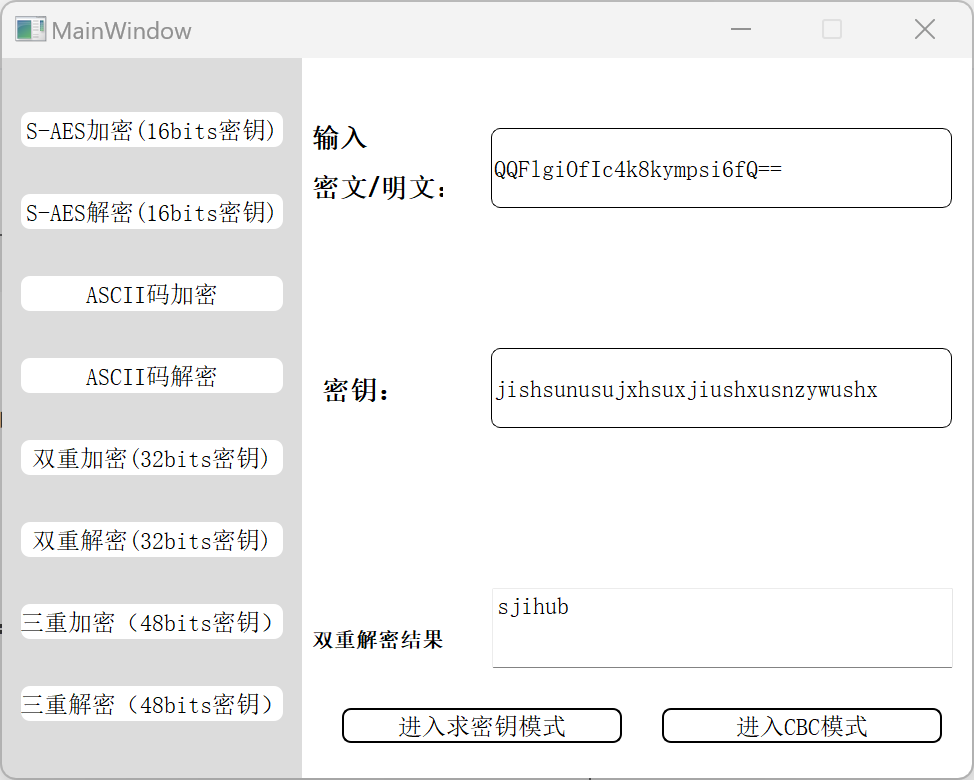 MainWindow
S-AES加密(16bits密钥)
S-AES解密(16bits密钥)
ASCII码加密
ASCII码解密
双重加密(32bits密钥)
双重解密(32bits密钥)
三重加密（48bits密钥）
三重解密（48bits密钥）
输入
密文/明文：
QQFlgiOfIc4k8kympsi6fQ==
密钥：
jishsunusujxhsuxjiushxusnzywushx
双重解密结果
sjihub
进入求密钥模式
进入CBC模式